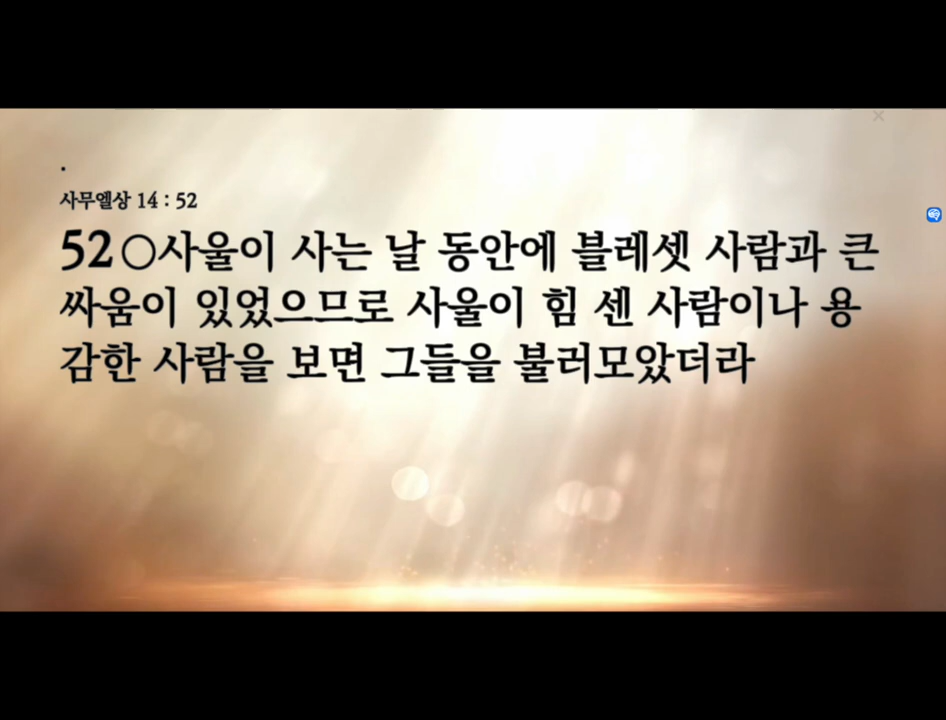 .
사무엘상 14 : 52
52○사울이 사는 날 동안에 블레셋 사람과 큰
싸움이 있었으므로 사울이 힘 센 사람이나 용
감한 사람을 보면 그들을 불러모았더라